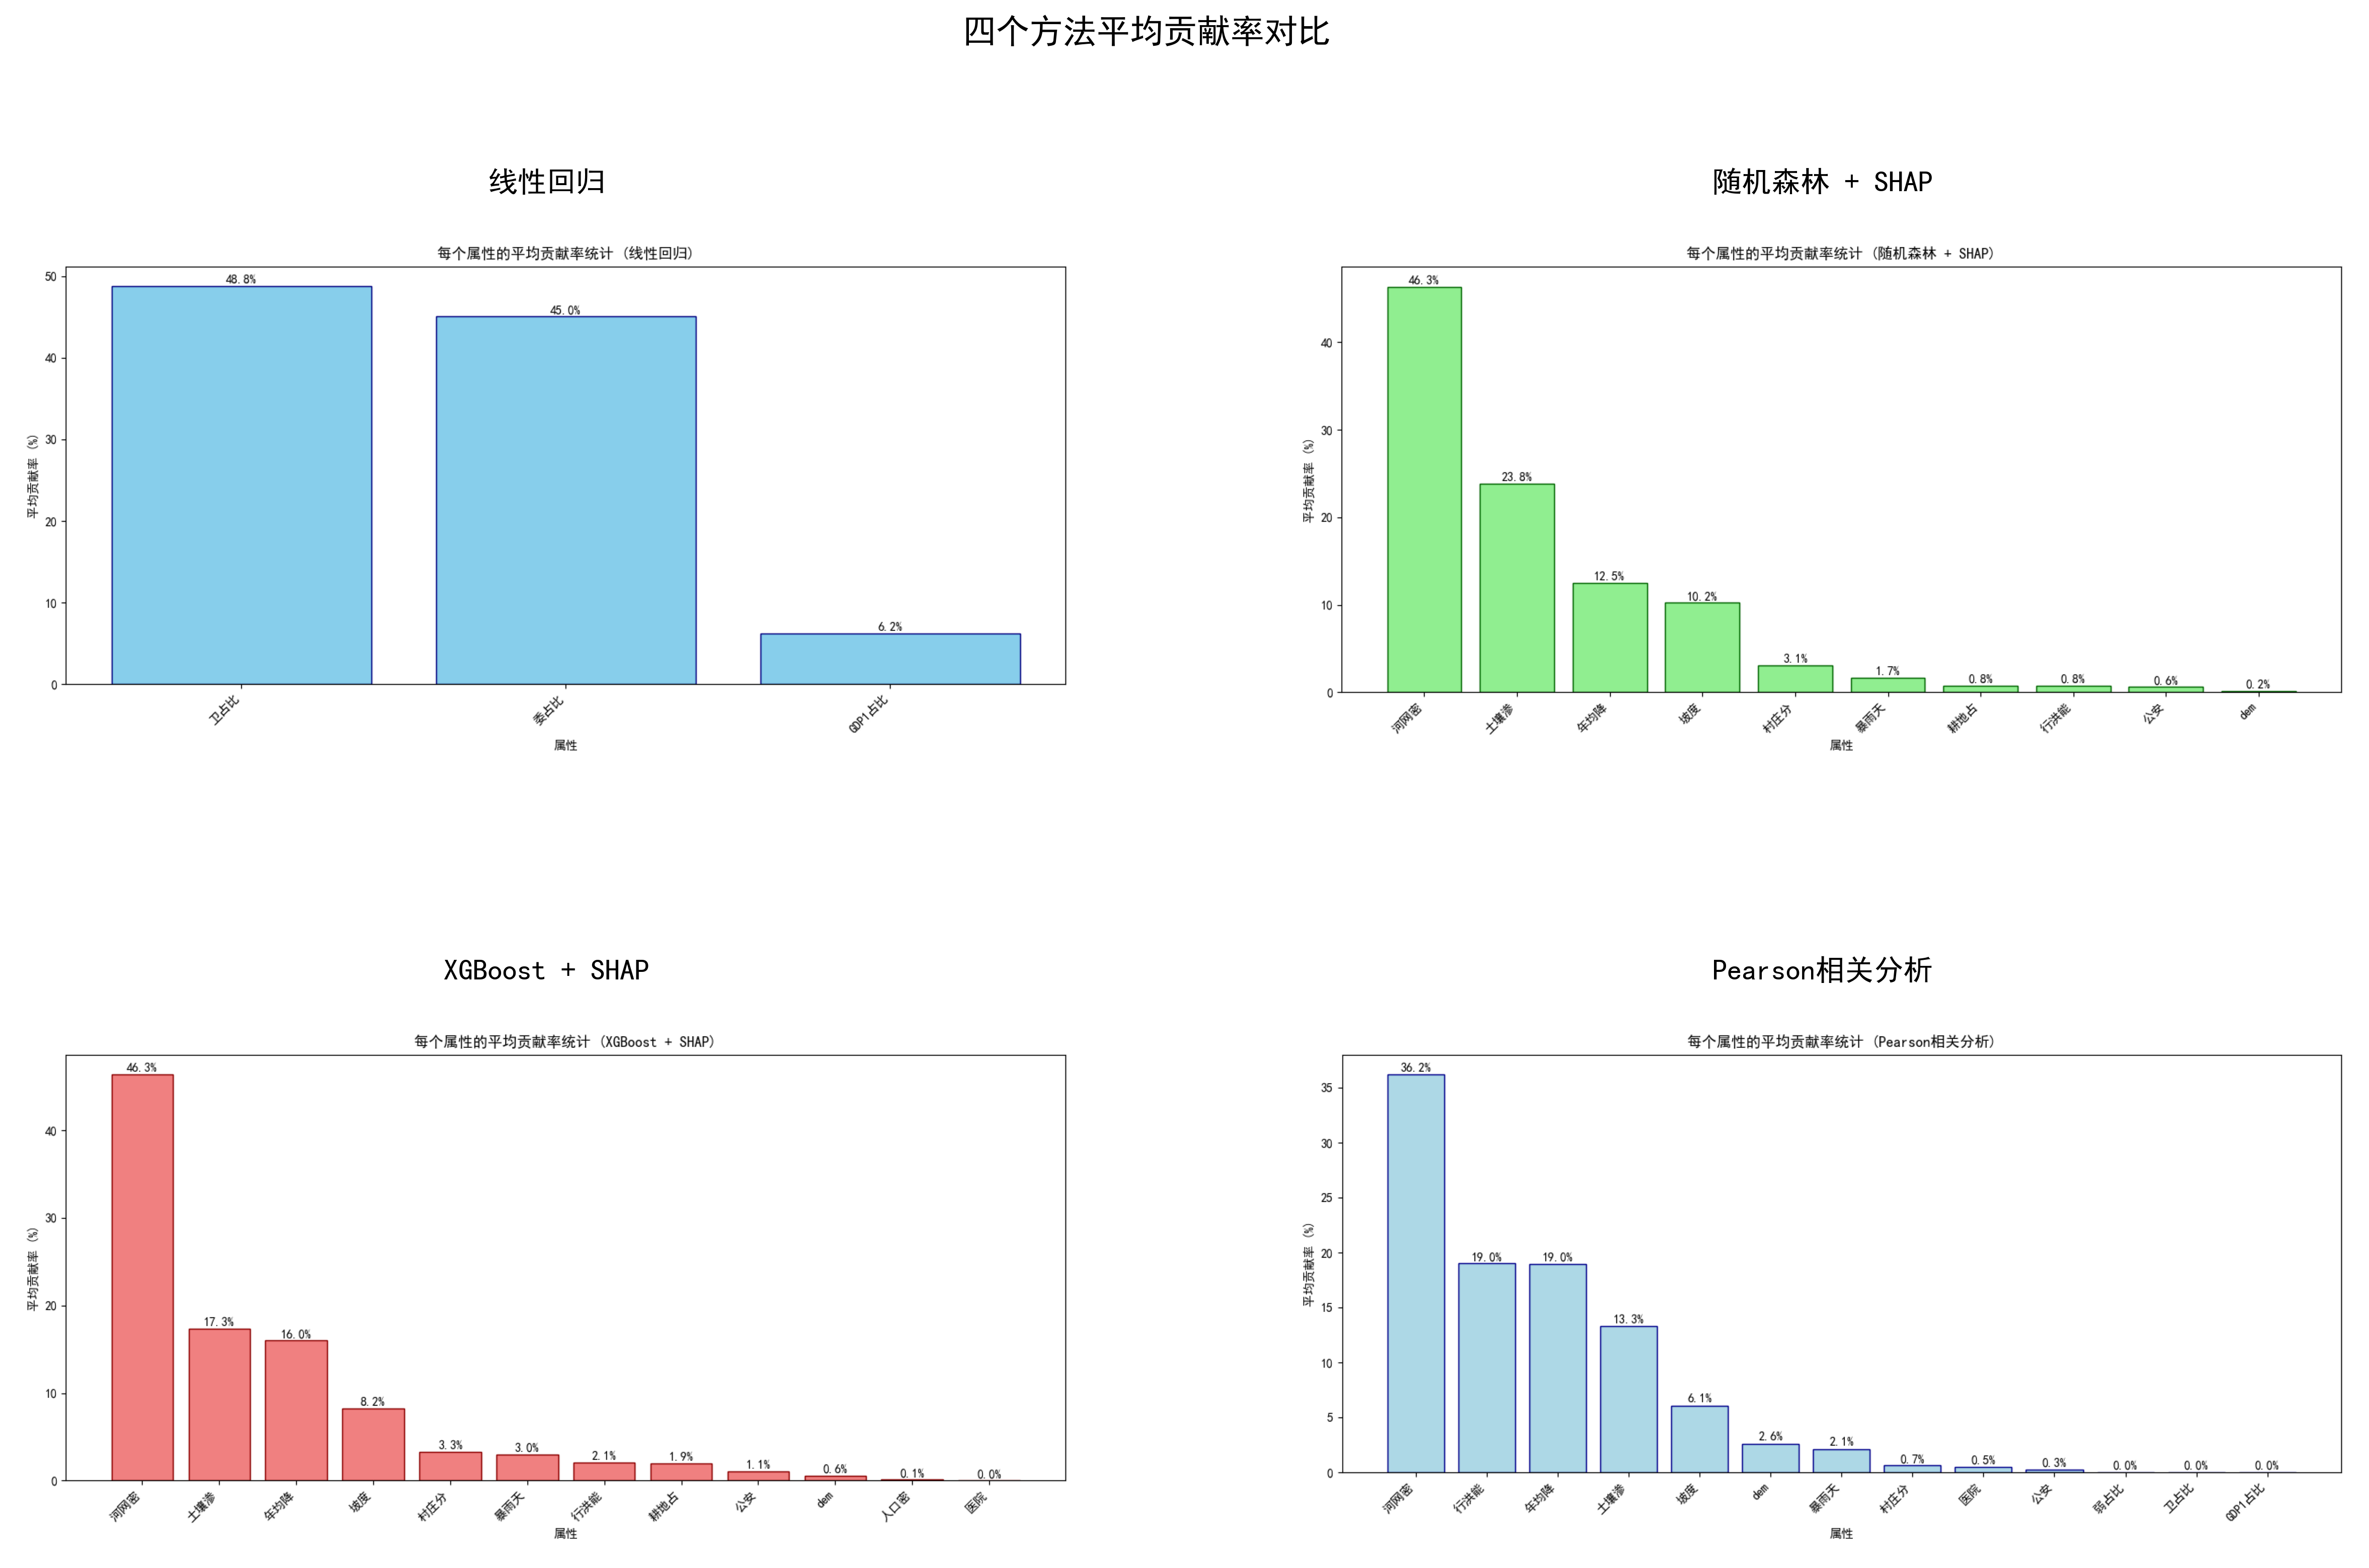 四个方法平均贡献率对比
线性回归
每个属性的平均贡献率统计 (线性回归)
平均贡献率 (%)
50
40
30
20
10
0
48.8%
45.0%
6.2%
卫占比
委占比
GDP1占比
属性
随机森林 + SHAP
每个属性的平均贡献率统计 (随机森林 + SHAP)
平均贡献率 (%)
40
30
20
10
0
46.3%
23.8%
12.5%
10.2%
3.1%
1.7%
0.8%
0.8%
0.6%
0.2%
河网密
土壤渗
年均降
坡度
村庄分
暴雨天
耕地占
行洪能
公安
dem
属性
XGBoost + SHAP
每个属性的平均贡献率统计 (XGBoost + SHAP)
平均贡献率 (%)
40
30
20
10
0
46.3%
17.3%
16.0%
8.2%
3.3%
3.0%
2.1%
1.9%
1.1%
0.6%
0.1%
0.0%
河网密
土壤渗
年均降
坡度
村庄分
暴雨天
行洪能
耕地占
公安
dem
人口密
医院
属性
Pearson相关分析
每个属性的平均贡献率统计 (Pearson相关分析)
平均贡献率 (%)
35
30
25
20
15
10
5
0
36.2%
19.0%
19.0%
13.3%
6.1%
2.6%
2.1%
0.7%
0.5%
0.3%
0.0%
0.0%
0.0%
河网密
行洪能
年均降
土壤渗
坡度
dem
暴雨天
村庄分
医院
公安
弱占比
卫占比
GDP1占比
属性